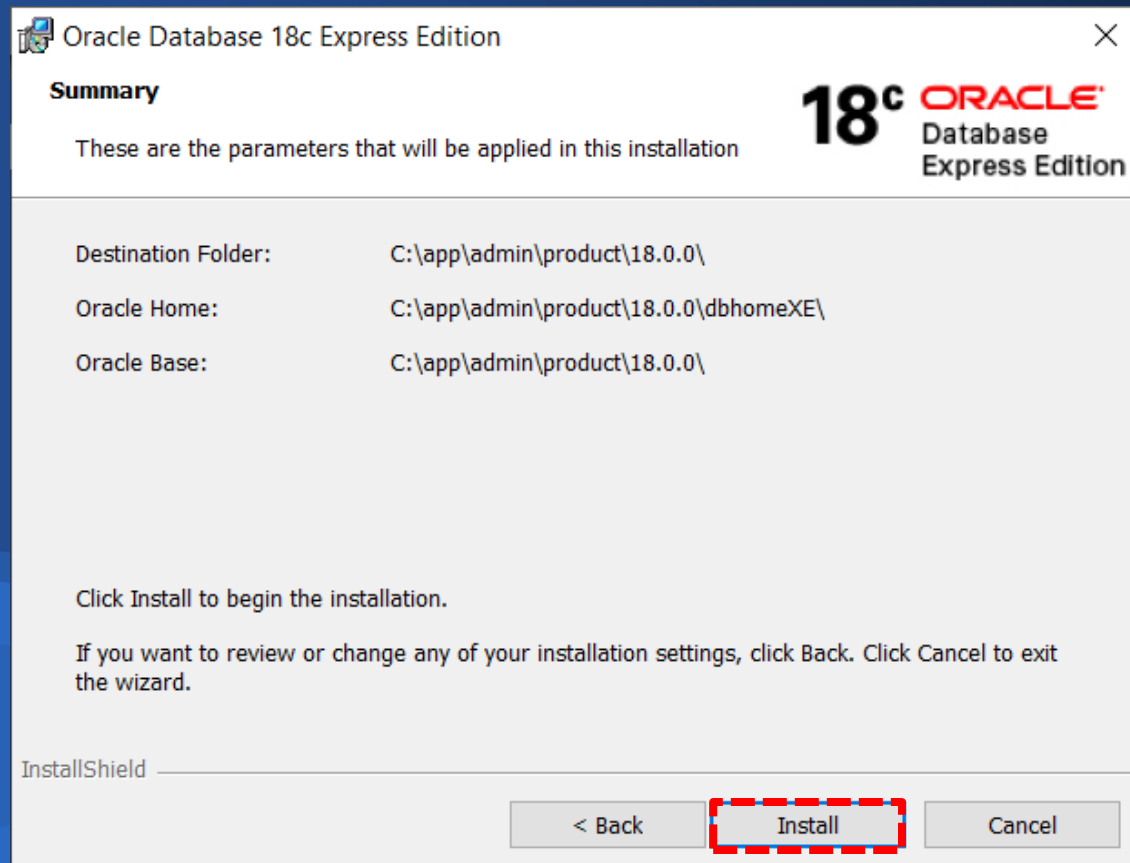 Oracle Database 18c Express Edition
Summary
These are the parameters that will be applied in this installation
18c ORACLE
Database
Express Edition
Destination Folder: C:\app\admin\product\18.0.0\
Oracle Home: C:\app\admin\product\18.0.0\dbhomeXE\
Oracle Base: C:\app\admin\product\18.0.0\
Click Install to begin the installation.
If you want to review or change any of your installation settings, click Back. Click Cancel to exit
the wizard.
InstallShield
< Back Install Cancel